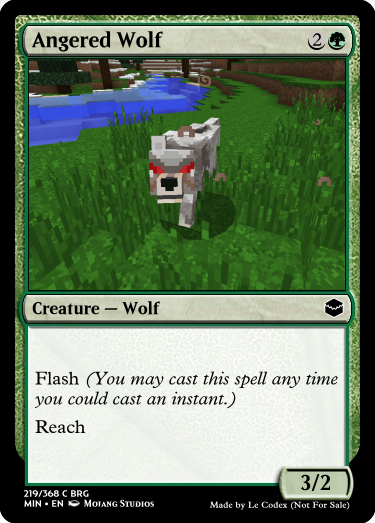 Angered Wolf 2
Creature — Wolf
Flash (You may cast this spell any time
you could cast an instant.)
Reach
3/2
219/368 C BRG
MIN • EN Mojang Studios
Made by Le Codex (Not For Sale)